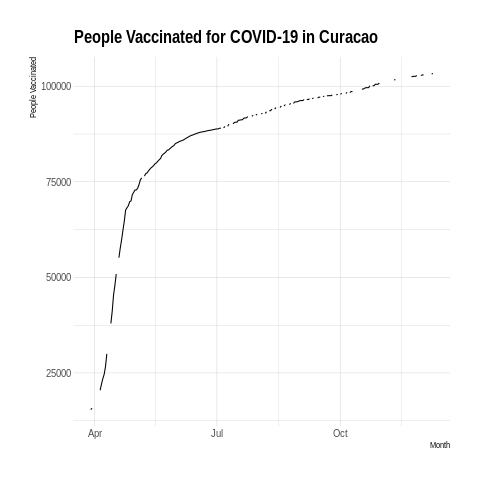 People Vaccinated for COVID-19 in Curacao
People Vaccinated
100000
75000
50000
25000
Apr Jul Oct
Month